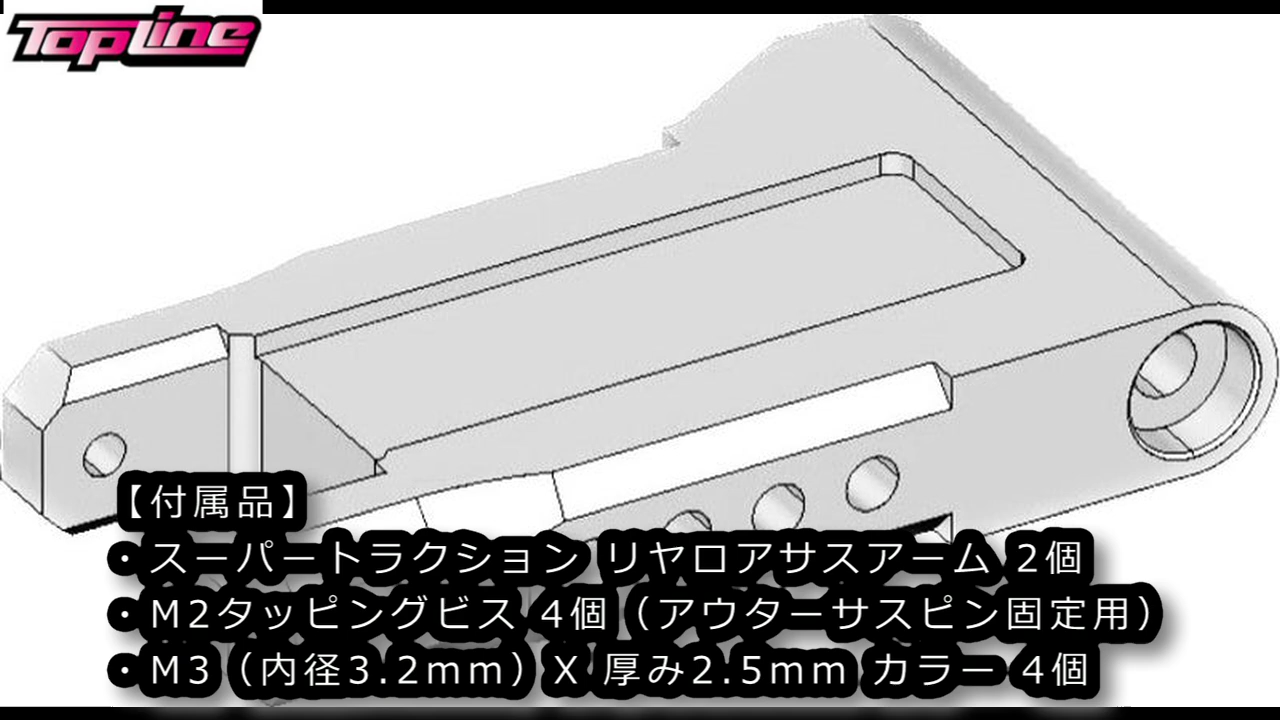 TopLine
【付属品】
・スーパートラクション リヤロアサスアーム 2個
・M2タッピングビス 4個（アウターサスピン固定用）
・M3（内径3.2mm）X 厚み2.5mm カラー 4個